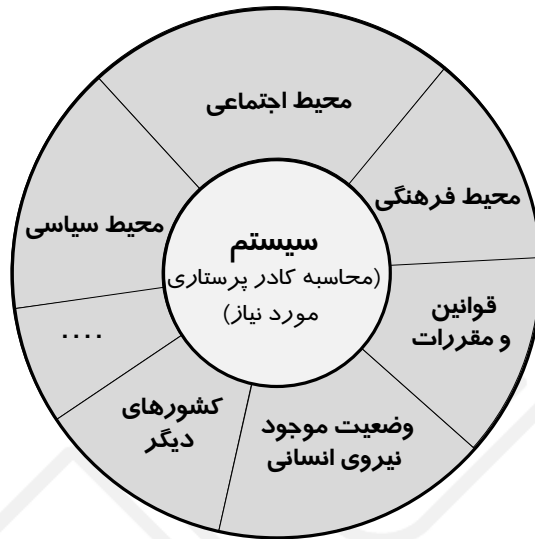 محیط اجتماعی
محیط فرهنگی
قوانین
و مقررات
وضعیت موجود
نیروی انسانی
کشورهای
دیگر
....
محیط سیاسی
سیستم
(محاسبه کادر پرستاری
مورد نیاز)